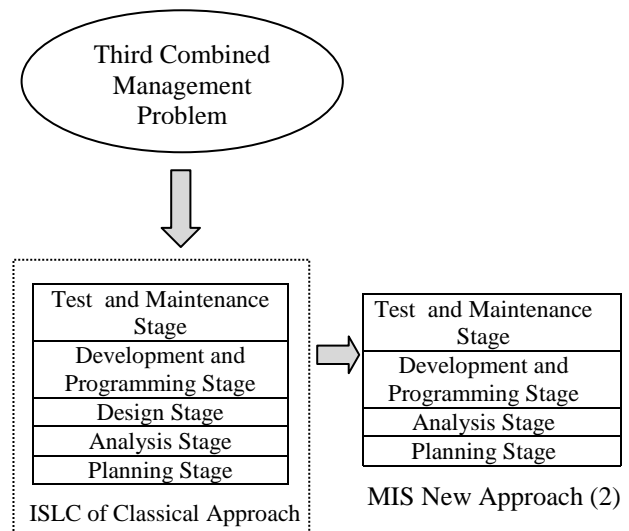 Third Combined
Management
Problem
Test and Maintenance
Stage
Development and
Programming Stage
Design Stage
Analysis Stage
Planning Stage
ISLC of Classical Approach
Test and Maintenance
Stage
Development and
Programming Stage
Analysis Stage
Planning Stage
MIS New Approach (2)